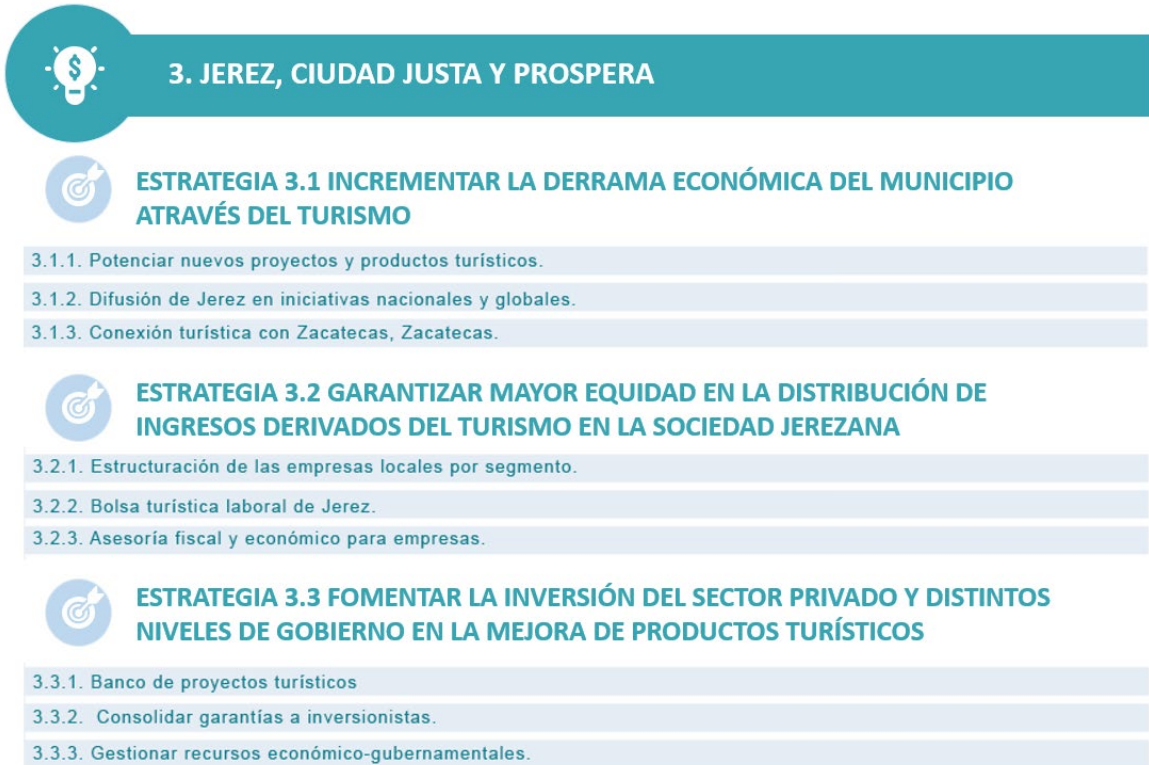 $
3. JEREZ, CIUDAD JUSTA Y PROSPERA
ESTRATEGIA 3.1 INCREMENTAR LA DERRAMA ECONÓMICA DEL MUNICIPIO
ATRAVÉS DEL TURISMO
3.1.1. Potenciar nuevos proyectos y productos turísticos.
3.1.2. Difusión de Jerez en iniciativas nacionales y globales.
3.1.3. Conexión turística con Zacatecas, Zacatecas.
ESTRATEGIA 3.2 GARANTIZAR MAYOR EQUIDAD EN LA DISTRIBUCIÓN DE
INGRESOS DERIVADOS DEL TURISMO EN LA SOCIEDAD JEREZANA
3.2.1. Estructuración de las empresas locales por segmento.
3.2.2. Bolsa turística laboral de Jerez.
3.2.3. Asesoría fiscal y económico para empresas.
ESTRATEGIA 3.3 FOMENTAR LA INVERSIÓN DEL SECTOR PRIVADO Y DISTINTOS
NIVELES DE GOBIERNO EN LA MEJORA DE PRODUCTOS TURÍSTICOS
3.3.1. Banco de proyectos turísticos
3.3.2. Consolidar garantías a inversionistas.
3.3.3. Gestionar recursos económico-gubernamentales.